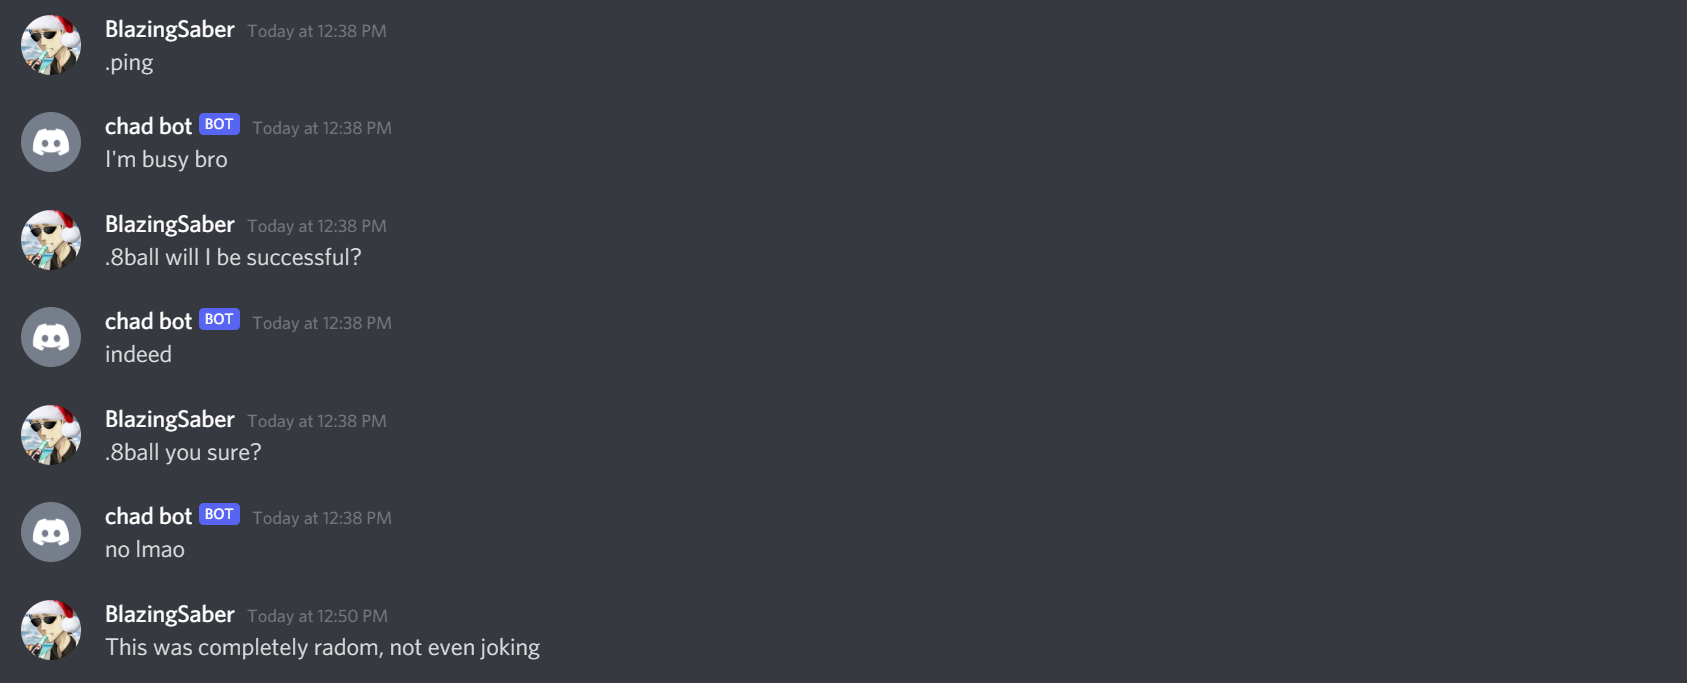 BlazingSaber Today at 12:38 PM
.ping
chad bot BOT Today at 12:38 PM
I'm busy bro
BlazingSaber Today at 12:38 PM
.8ball will I be successful?
chad bot BOT Today at 12:38 PM
indeed
BlazingSaber Today at 12:38 PM
.8ball you sure?
chad bot BOT Today at 12:38 PM
no lmao
BlazingSaber Today at 12:50 PM
This was completely radom, not even joking